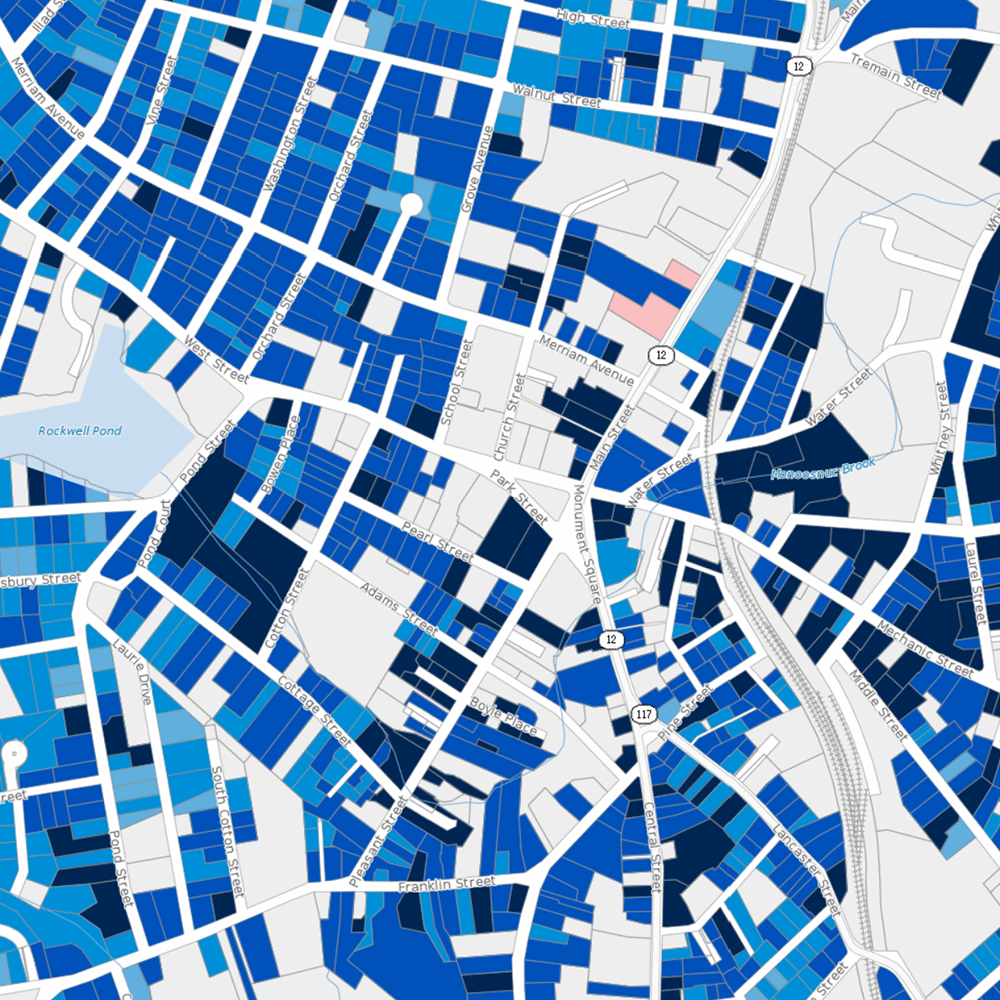 Iliad S
High Street
Main
12
Tremain Street
Merriam Avenue
Vine Street
Walnut Street
Washington Street
Orchard Street
Grove Avenue
Whi
Orchard Street
12
West Street
Merriam Avenue
School Street
Church Street
Water Street
Whitney Street
Rockwell Pond
Pond Street
Bowen Place
Main Street
Monoosnuc Brook
Water Street
Park Street
Monument Square
Pond Court
Pearl Street
sbury Street
Cotton Street
Adams Street
Laurel Street
12
Mechanic Street
Laurie Drive
Cottage Street
Boyle Place
117
Pine Street
Middle Street
reet
South Cotton Street
Pond Street
Pleasant Street
Central Street
Lancaster Street
Franklin Street
Street
C